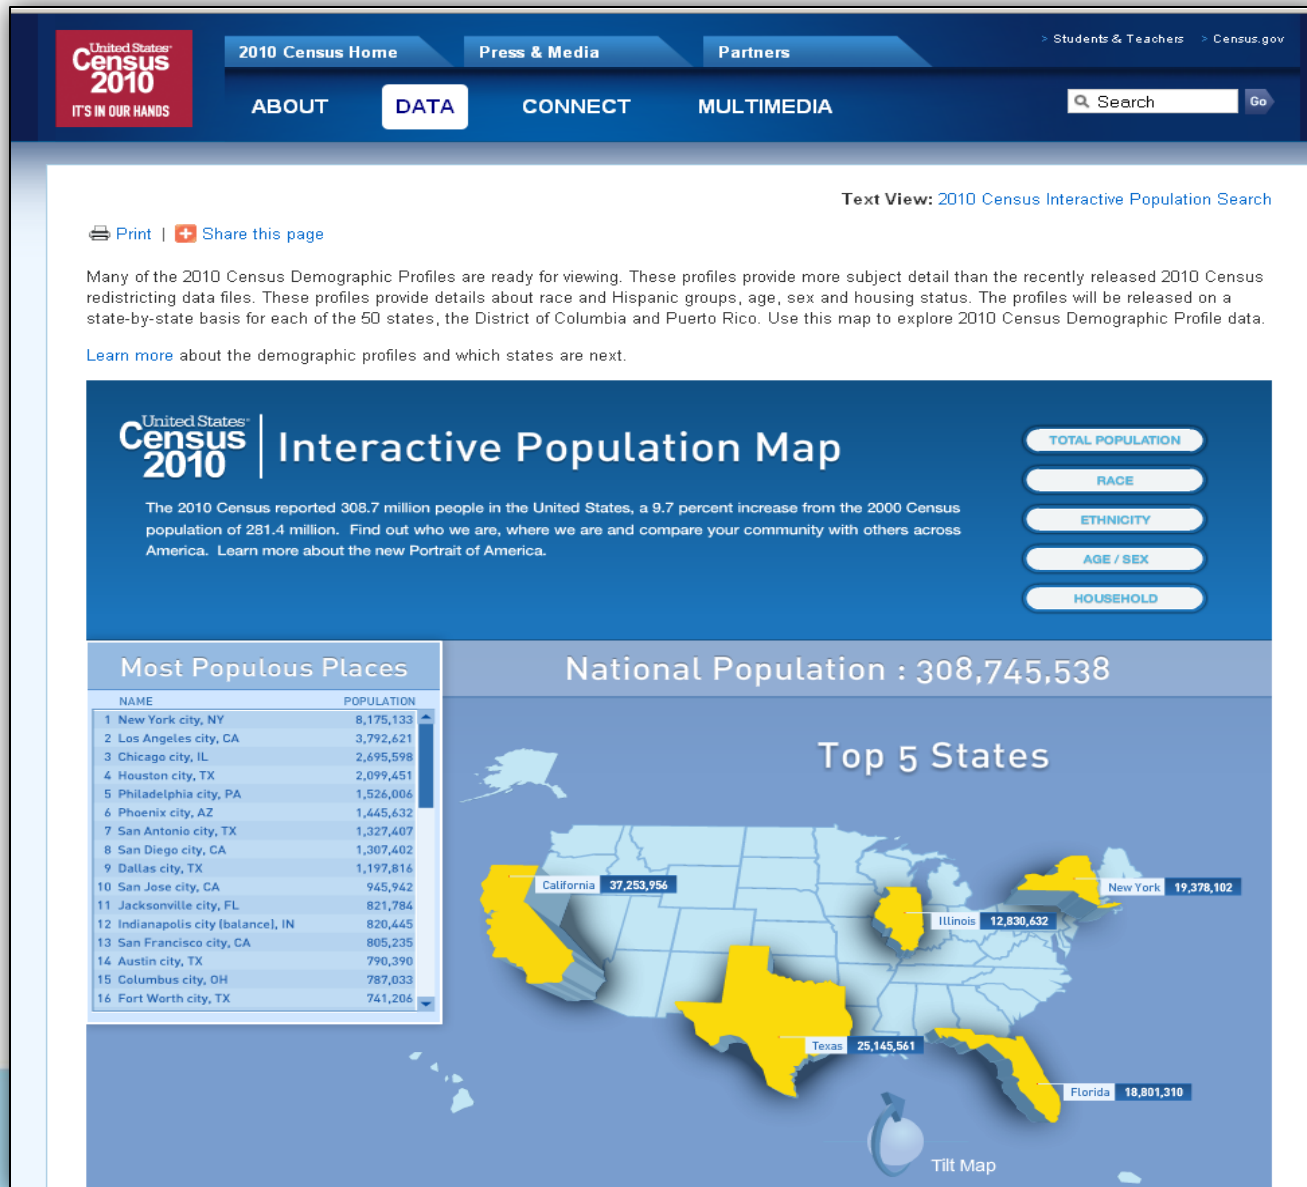 United States®
Census
2010
IT'S IN OUR HANDS
2010 Census Home
Press & Media
Partners
> Students & Teachers > Census.gov
ABOUT
DATA
CONNECT
MULTIMEDIA
Search
Go
Text View: 2010 Census Interactive Population Search
Print | Share this page
Many of the 2010 Census Demographic Profiles are ready for viewing. These profiles provide more subject detail than the recently released 2010 Census
redistricting data files. These profiles provide details about race and Hispanic groups, age, sex and housing status. The profiles will be released on a
state-by-state basis for each of the 50 states, the District of Columbia and Puerto Rico. Use this map to explore 2010 Census Demographic Profile data.
Learn more about the demographic profiles and which states are next.
United States®
Census
2010
Interactive Population Map
The 2010 Census reported 308.7 million people in the United States, a 9.7 percent increase from the 2000 Census
population of 281.4 million. Find out who we are, where we are and compare your community with others across
America. Learn more about the new Portrait of America.
TOTAL POPULATION
RACE
ETHNICITY
AGE / SEX
HOUSEHOLD
Most Populous Places
NAME POPULATION
1 New York city, NY 8,175,133
2 Los Angeles city, CA 3,792,621
3 Chicago city, IL 2,695,598
4 Houston city, TX 2,099,451
5 Philadelphia city, PA 1,526,006
6 Phoenix city, AZ 1,445,632
7 San Antonio city, TX 1,327,407
8 San Diego city, CA 1,307,402
9 Dallas city, TX 1,197,816
10 San Jose city, CA 945,942
11 Jacksonville city, FL 821,784
12 Indianapolis city (balance), IN 820,445
13 San Francisco city, CA 805,235
14 Austin city, TX 790,390
15 Columbus city, OH 787,033
16 Fort Worth city, TX 741,206
National Population : 308,745,538
Top 5 States
California 37,253,956
New York 19,378,102
Illinois 12,830,632
Texas 25,145,561
Florida 18,801,310
Tilt Map